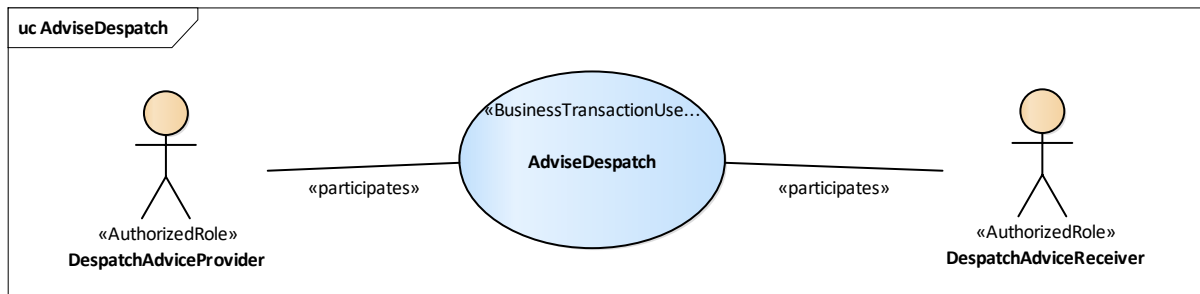 uc AdviseDespatch
«BusinessTransactionUse...
AdviseDespatch
«participates»
«participates»
«AuthorizedRole»
DespatchAdviceProvider
«AuthorizedRole»
DespatchAdviceReceiver